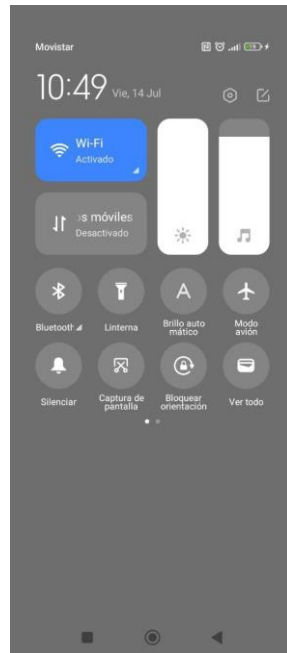 Movistar
10:49 Vie, 14 Jul
Wi-Fi
Activado
os móviles
Desactivado
A
Bluetooth
Linterna
Brillo auto
mático
Modo
avión
Silenciar
Captura de
pantalla
Bloquear
orientación
Ver todo